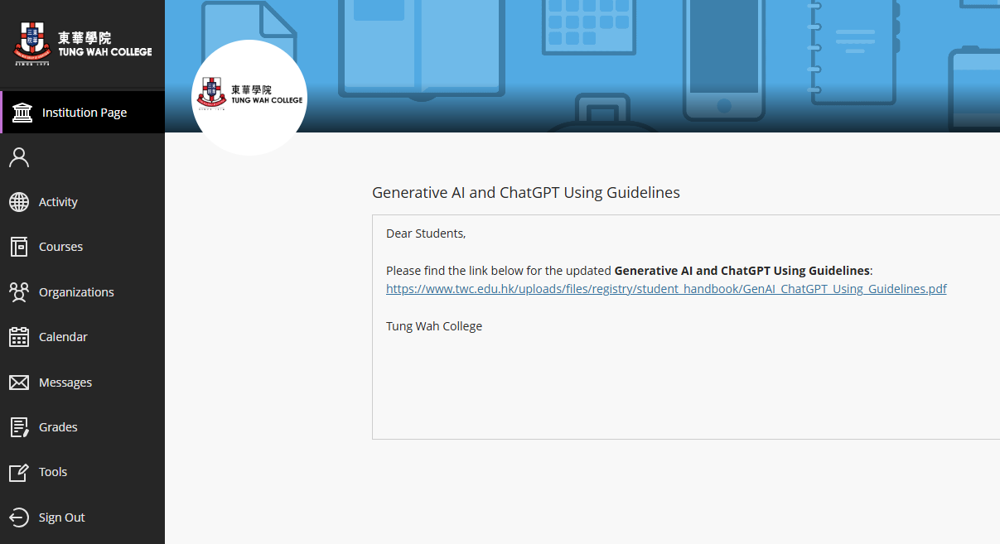 東華學院
TUNG WAH COLLEGE
SINCE 1870
Institution Page
Activity
Courses
Organizations
Calendar
Messages
Grades
Tools
Sign Out
東華學院
TUNG WAH COLLEGE
Generative AI and ChatGPT Using Guidelines
Dear Students,
Please find the link below for the updated Generative AI and ChatGPT Using Guidelines:
https://www.twc.edu.hk/uploads/files/registry/student_handbook/GenAI_ChatGPT_Using_Guidelines.pdf
Tung Wah College